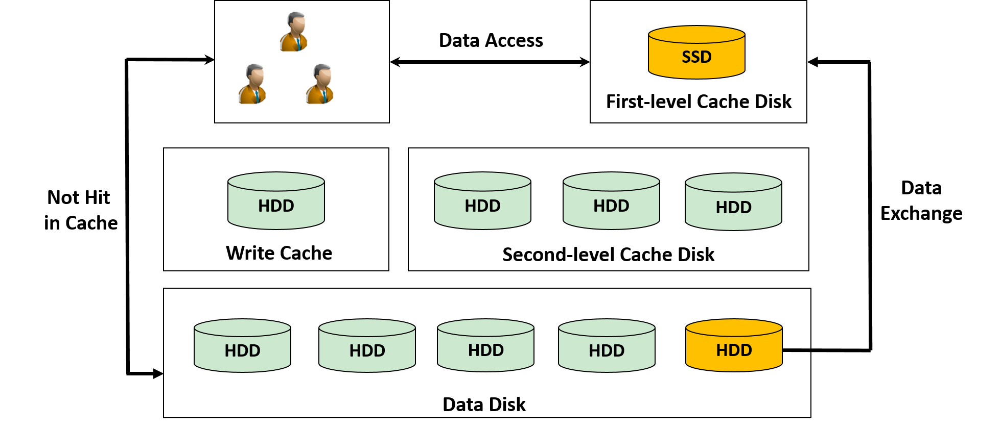 Data Access
SSD
First-level Cache Disk
Not Hit
in Cache
HDD
Write Cache
HDD
HDD
HDD
Second-level Cache Disk
Data
Exchange
HDD
HDD
HDD
HDD
HDD
Data Disk